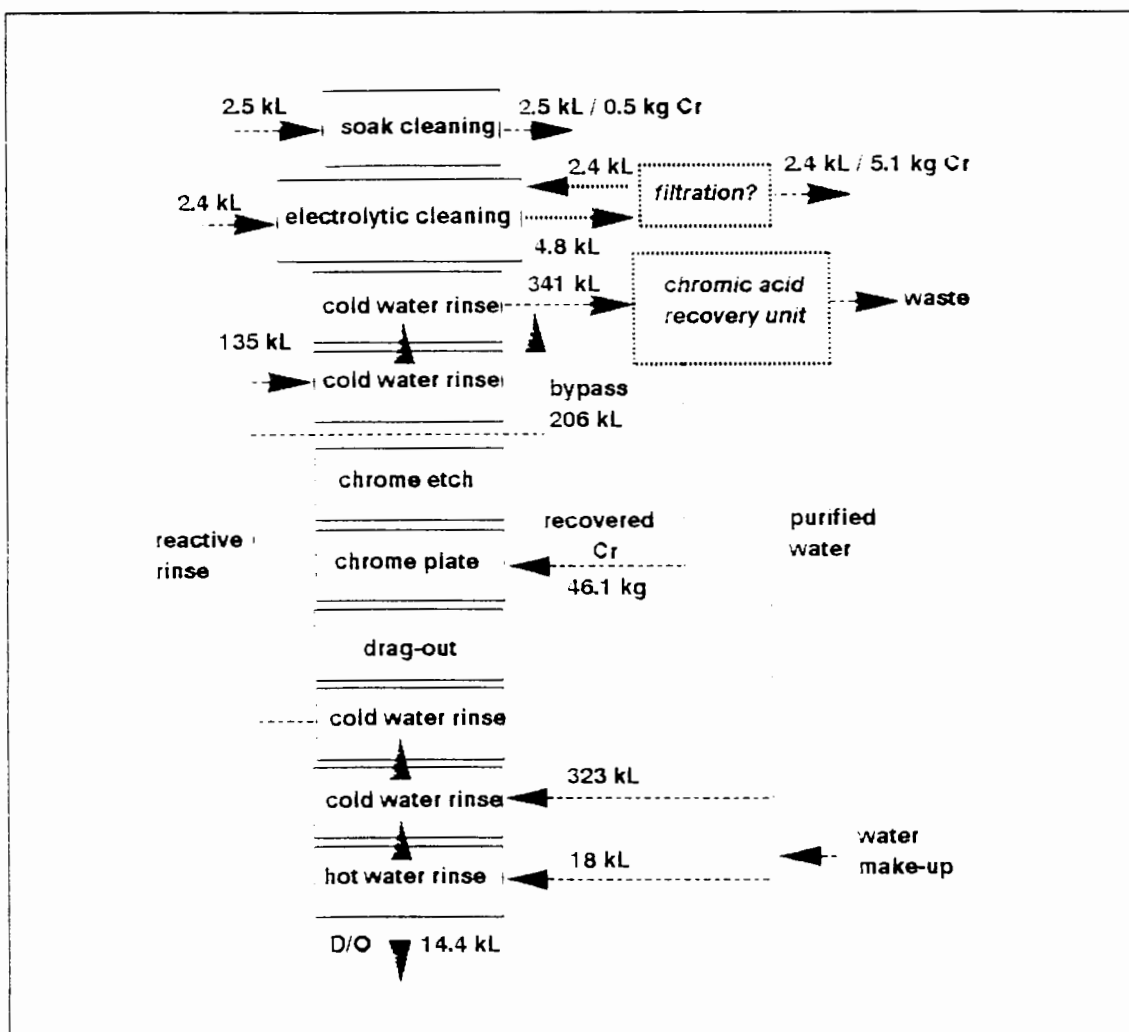 2.5 kL
soak cleaning
2.5 kL / 0.5 kg Cr
2.4 kL
electrolytic cleaning
2.4 kL
4.8 kL
filtration?
2.4 kL / 5.1 kg Cr
cold water rinse
341 kL
chromic acid
recovery unit
waste
135 kL
cold water rinse
bypass
206 kL
chrome etch
reactive
rinse
chrome plate
recovered
Cr
46.1 kg
purified
water
drag-out
cold water rinse
cold water rinse
323 kL
hot water rinse
18 kL
water
make-up
D/O
14.4 kL